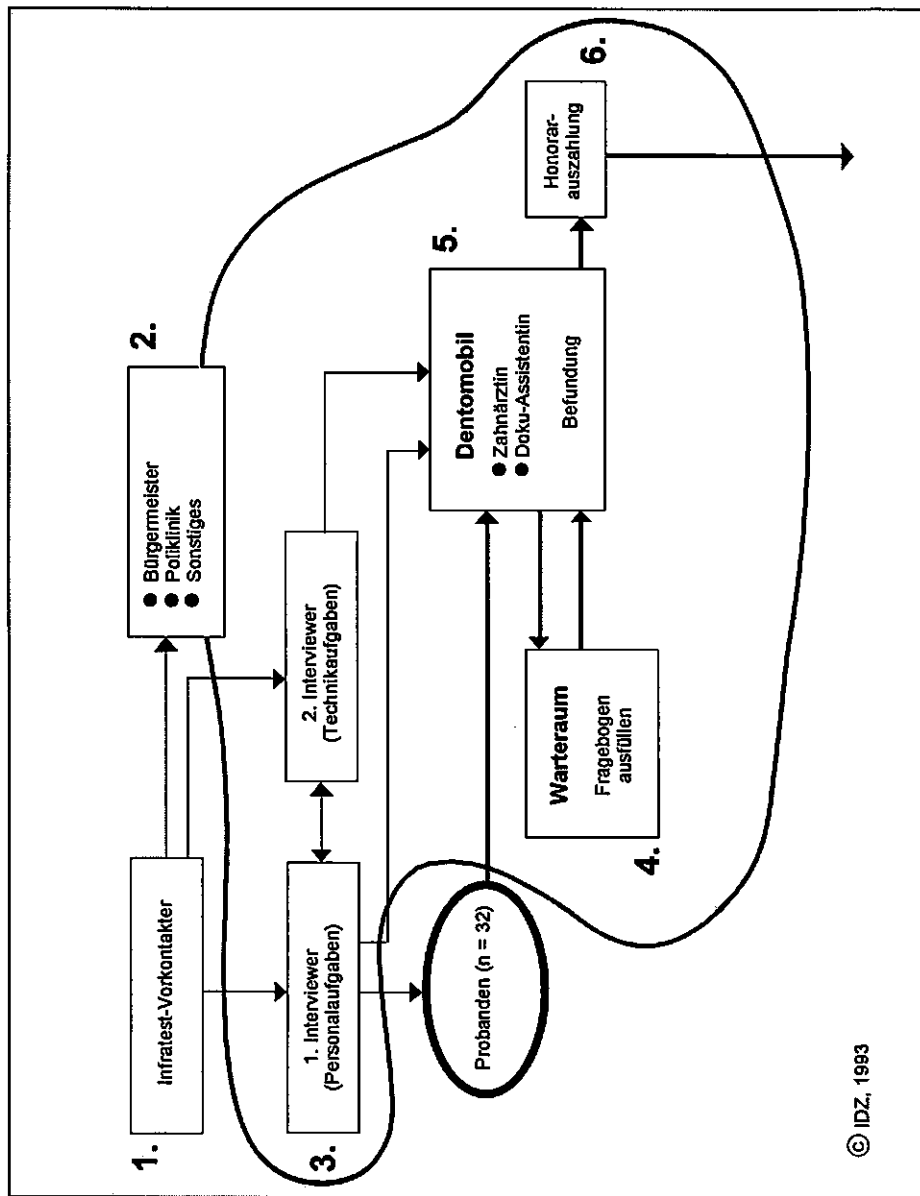 1.
Infratest-Vorkontakter
2.
● Bürgermeister
● Poliklinik
● Sonstiges
3.
1. Interviewer
(Personalaufgaben)
2. Interviewer
(Technikaufgaben)
Probanden (n = 32)
4.
Warteraum
Fragebogen
ausfüllen
5.
Dentomobil
● Zahnärztin
● Doku-Assistentin
Befundung
6.
Honorar-
auszahlung
© IDZ, 1993